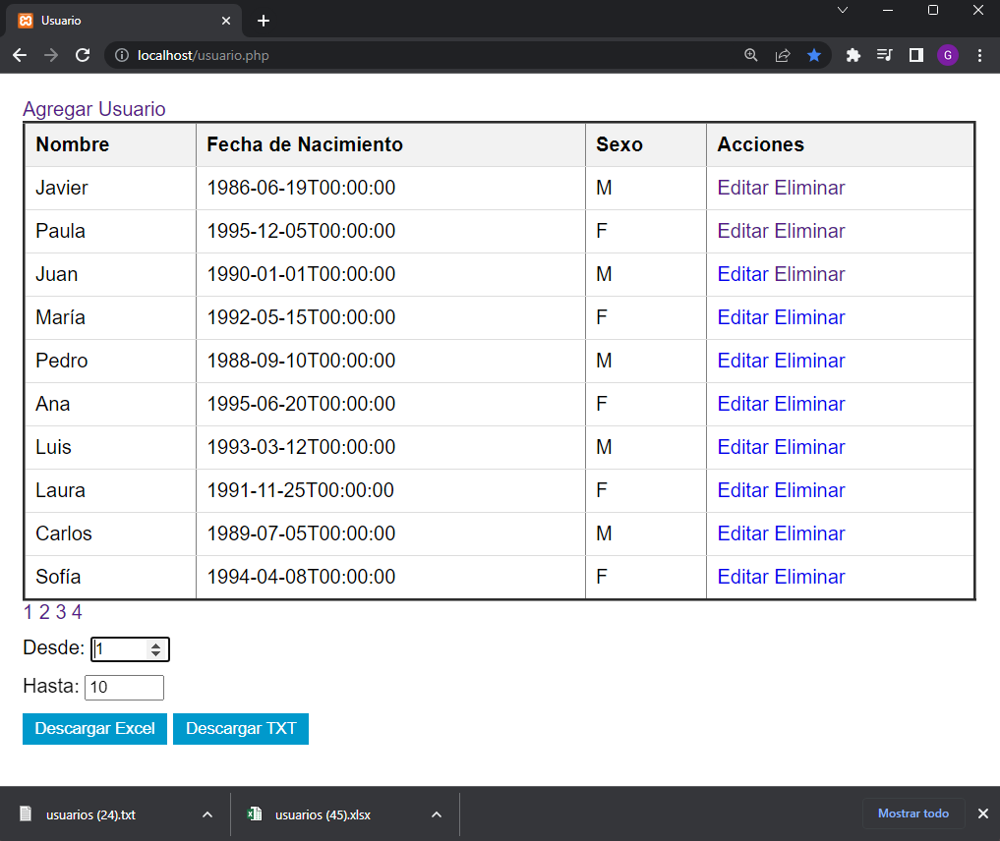 Usuario
localhost/usuario.php
G
Agregar Usuario
Nombre Fecha de Nacimiento Sexo Acciones
Javier 1986-06-19T00:00:00 M Editar Eliminar
Paula 1995-12-05T00:00:00 F Editar Eliminar
Juan 1990-01-01T00:00:00 M Editar Eliminar
María 1992-05-15T00:00:00 F Editar Eliminar
Pedro 1988-09-10T00:00:00 M Editar Eliminar
Ana 1995-06-20T00:00:00 F Editar Eliminar
Luis 1993-03-12T00:00:00 M Editar Eliminar
Laura 1991-11-25T00:00:00 F Editar Eliminar
Carlos 1989-07-05T00:00:00 M Editar Eliminar
Sofía 1994-04-08T00:00:00 F Editar Eliminar
1 2 3 4
Desde: 1
Hasta: 10
Descargar Excel Descargar TXT
usuarios (24).txt usuarios (45).xlsx Mostrar todo